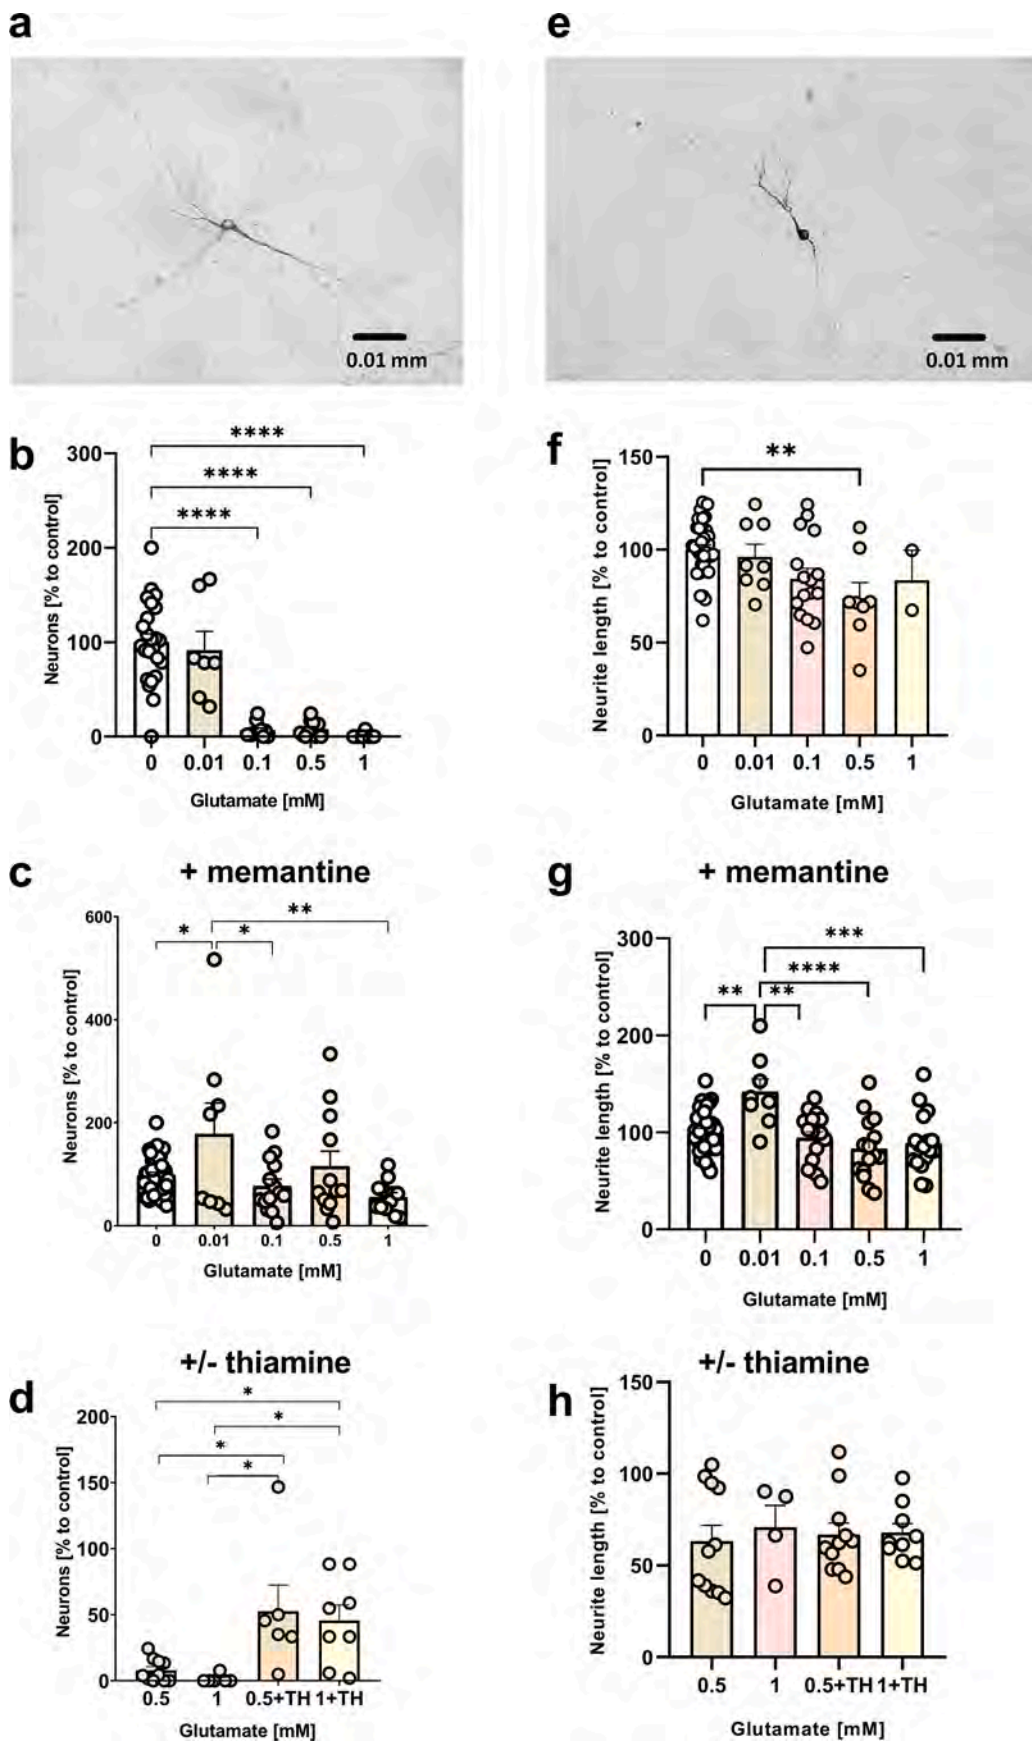 a
e
0.01 mm
0.01 mm
b
Neurons [% to control]
300
200
100
0
****
****
****
0 0.01 0.1 0.5 1
Glutamate [mM]
f
Neurite length [% to control]
150
100
50
0
**
0 0.01 0.1 0.5 1
Glutamate [mM]
c
+ memantine
Neurons [% to control]
600
400
200
0
**
* *
0 0.01 0.1 0.5 1
Glutamate [mM]
g
+ memantine
Neurite length [% to control]
300
200
100
0
***
****
** **
0 0.01 0.1 0.5 1
Glutamate [mM]
d
+/- thiamine
Neurons [% to control]
200
150
100
50
0
*
*
*
*
0.5 1 0.5+TH 1+TH
Glutamate [mM]
h
+/- thiamine
Neurite length [% to control]
150
100
50
0
0.5 1 0.5+TH 1+TH
Glutamate [mM]